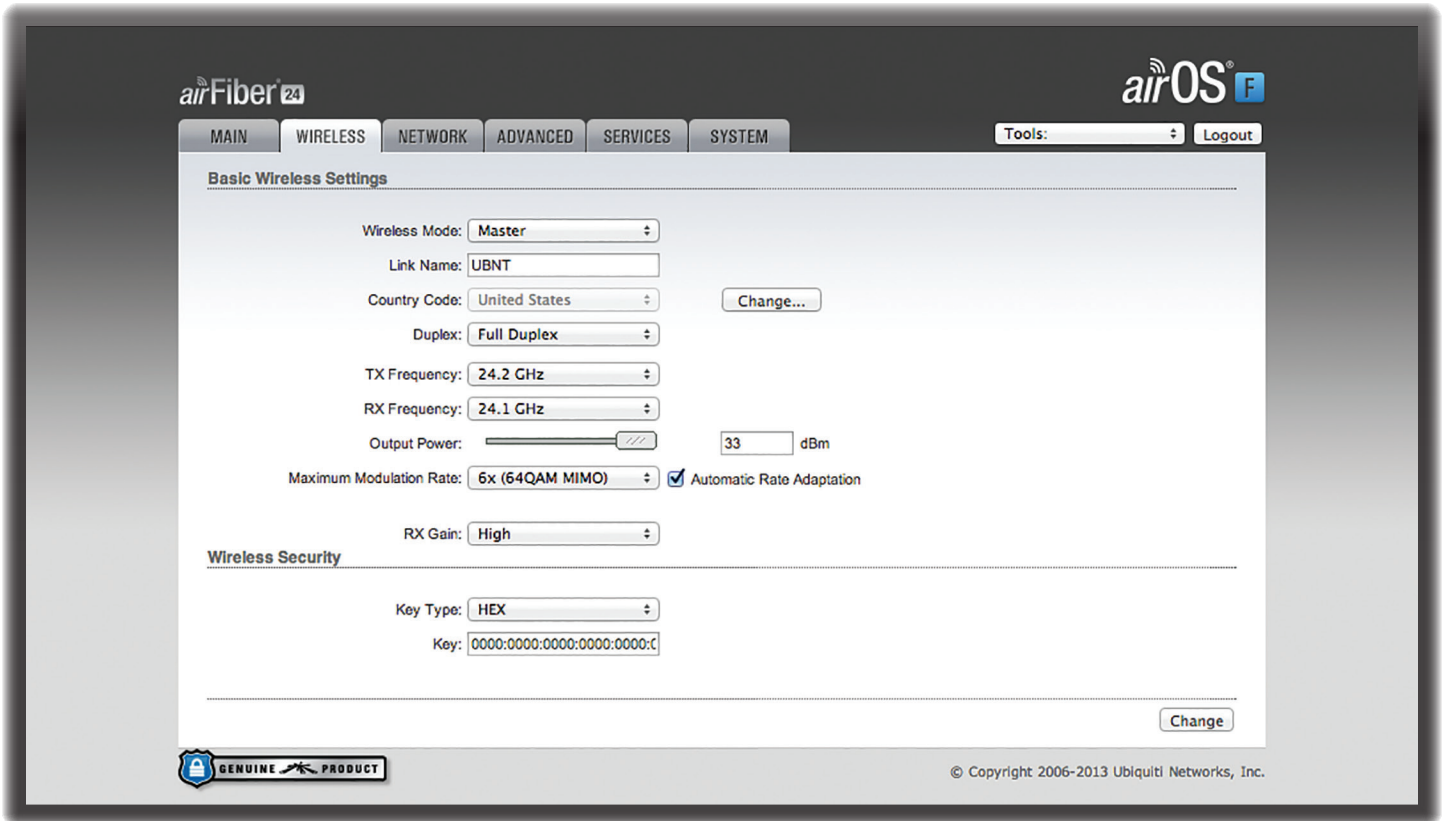 airFiber 24
airOS® F
MAIN WIRELESS NETWORK ADVANCED SERVICES SYSTEM Tools: Logout
Basic Wireless Settings
Wireless Mode: Master
Link Name: UBNT
Country Code: United States Change...
Duplex: Full Duplex
TX Frequency: 24.2 GHz
RX Frequency: 24.1 GHz
Output Power: 33 dBm
Maximum Modulation Rate: 6x (64QAM MIMO) Automatic Rate Adaptation
RX Gain: High
Wireless Security
Key Type: HEX
Key: 0000:0000:0000:0000:0000:
Change
GENUINE PRODUCT
© Copyright 2006-2013 Ubiquiti Networks, Inc.